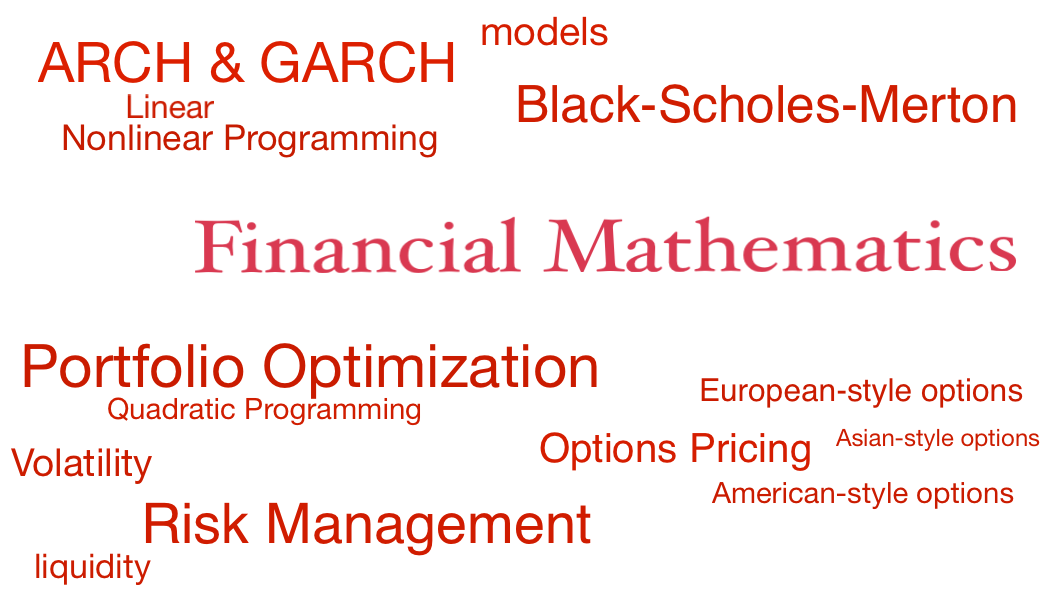 models
ARCH & GARCH
Linear
Black-Scholes-Merton
Nonlinear Programming
Financial Mathematics
Portfolio Optimization
Quadratic Programming
European-style options
Options Pricing
Asian-style options
Volatility
American-style options
Risk Management
liquidity